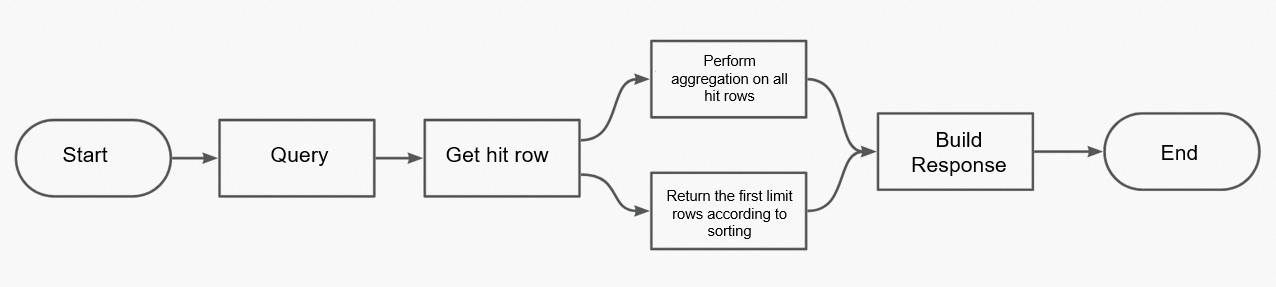 Start
Query
Get hit row
Perform
aggregation on all
hit rows
Return the first limit
rows according to
sorting
Build
Response
End